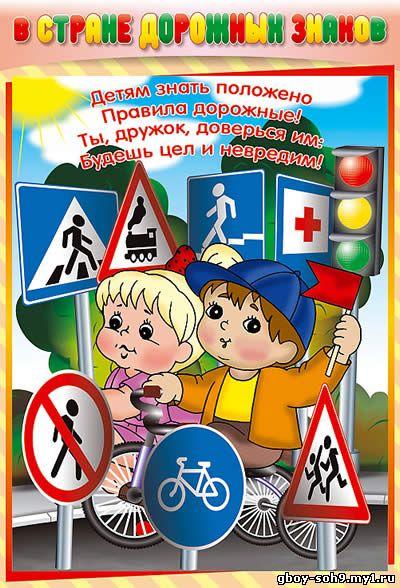 В СТРАНЕ ДОРОЖНЫХ ЗНАКОВ
Детям знать положено
Правила дорожные!
Ты, дружок, доверься им:
Будешь цел и невредим!
gboy-soh9.my1.ru